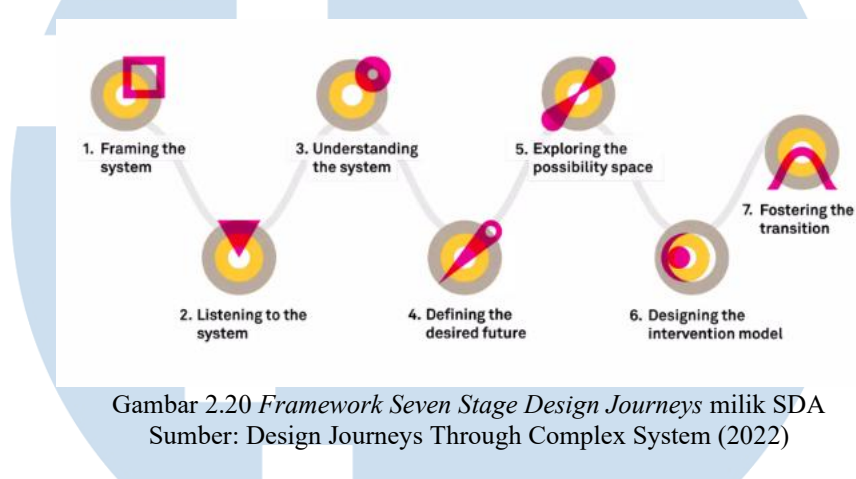 1. Framing the
system
2. Listening to the
system
3. Understanding
the system
4. Defining the
desired future
5. Exploring the
possibility space
6. Designing the
intervention model
7. Fostering the
transition
Gambar 2.20 Framework Seven Stage Design Journeys milik SDA
Sumber: Design Journeys Through Complex System (2022)